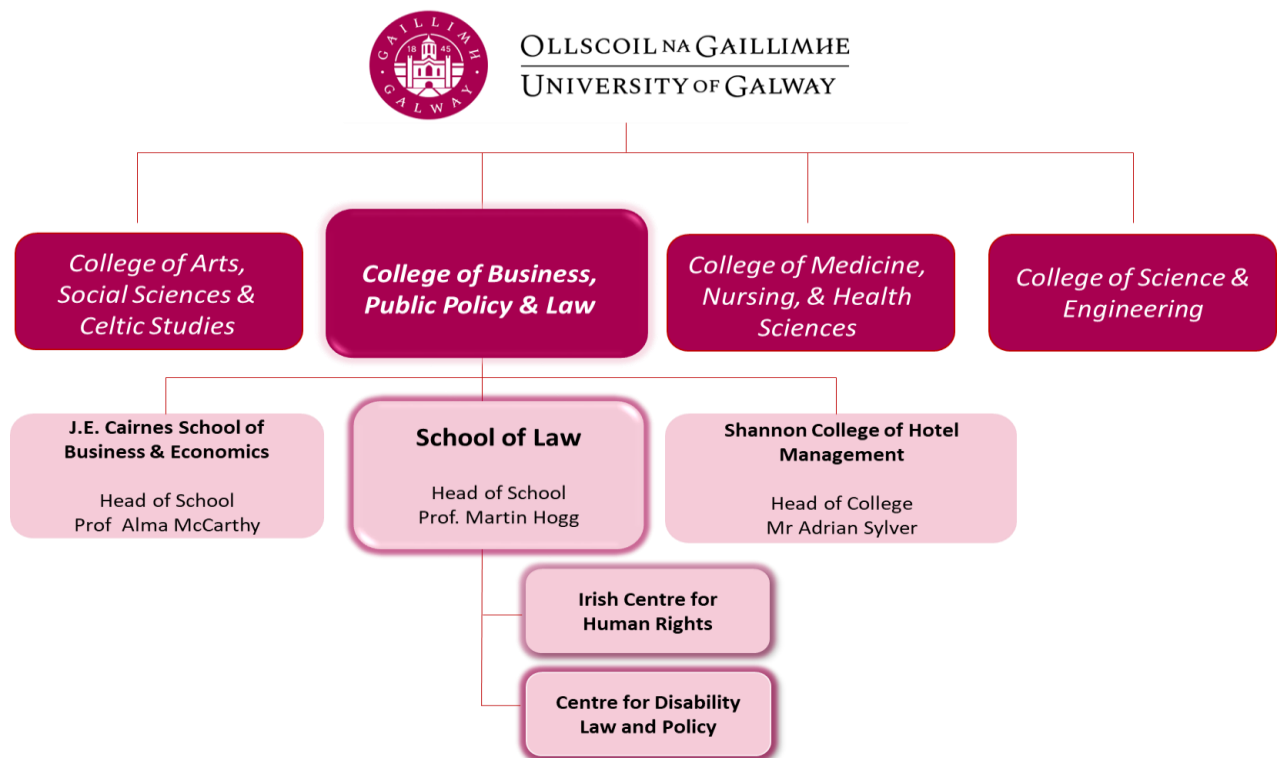 GAILLIMH
18 45
GALWAY
OLLSCOIL NA GAILLIMHE
UNIVERSITY OF GALWAY
College of Arts,
Social Sciences &
Celtic Studies
College of Business,
Public Policy & Law
College of Medicine,
Nursing, & Health
Sciences
College of Science &
Engineering
J.E. Cairnes School of
Business & Economics
Head of School
Prof Alma McCarthy
School of Law
Head of School
Prof. Martin Hogg
Shannon College of Hotel
Management
Head of College
Mr Adrian Sylver
Irish Centre for
Human Rights
Centre for Disability
Law and Policy